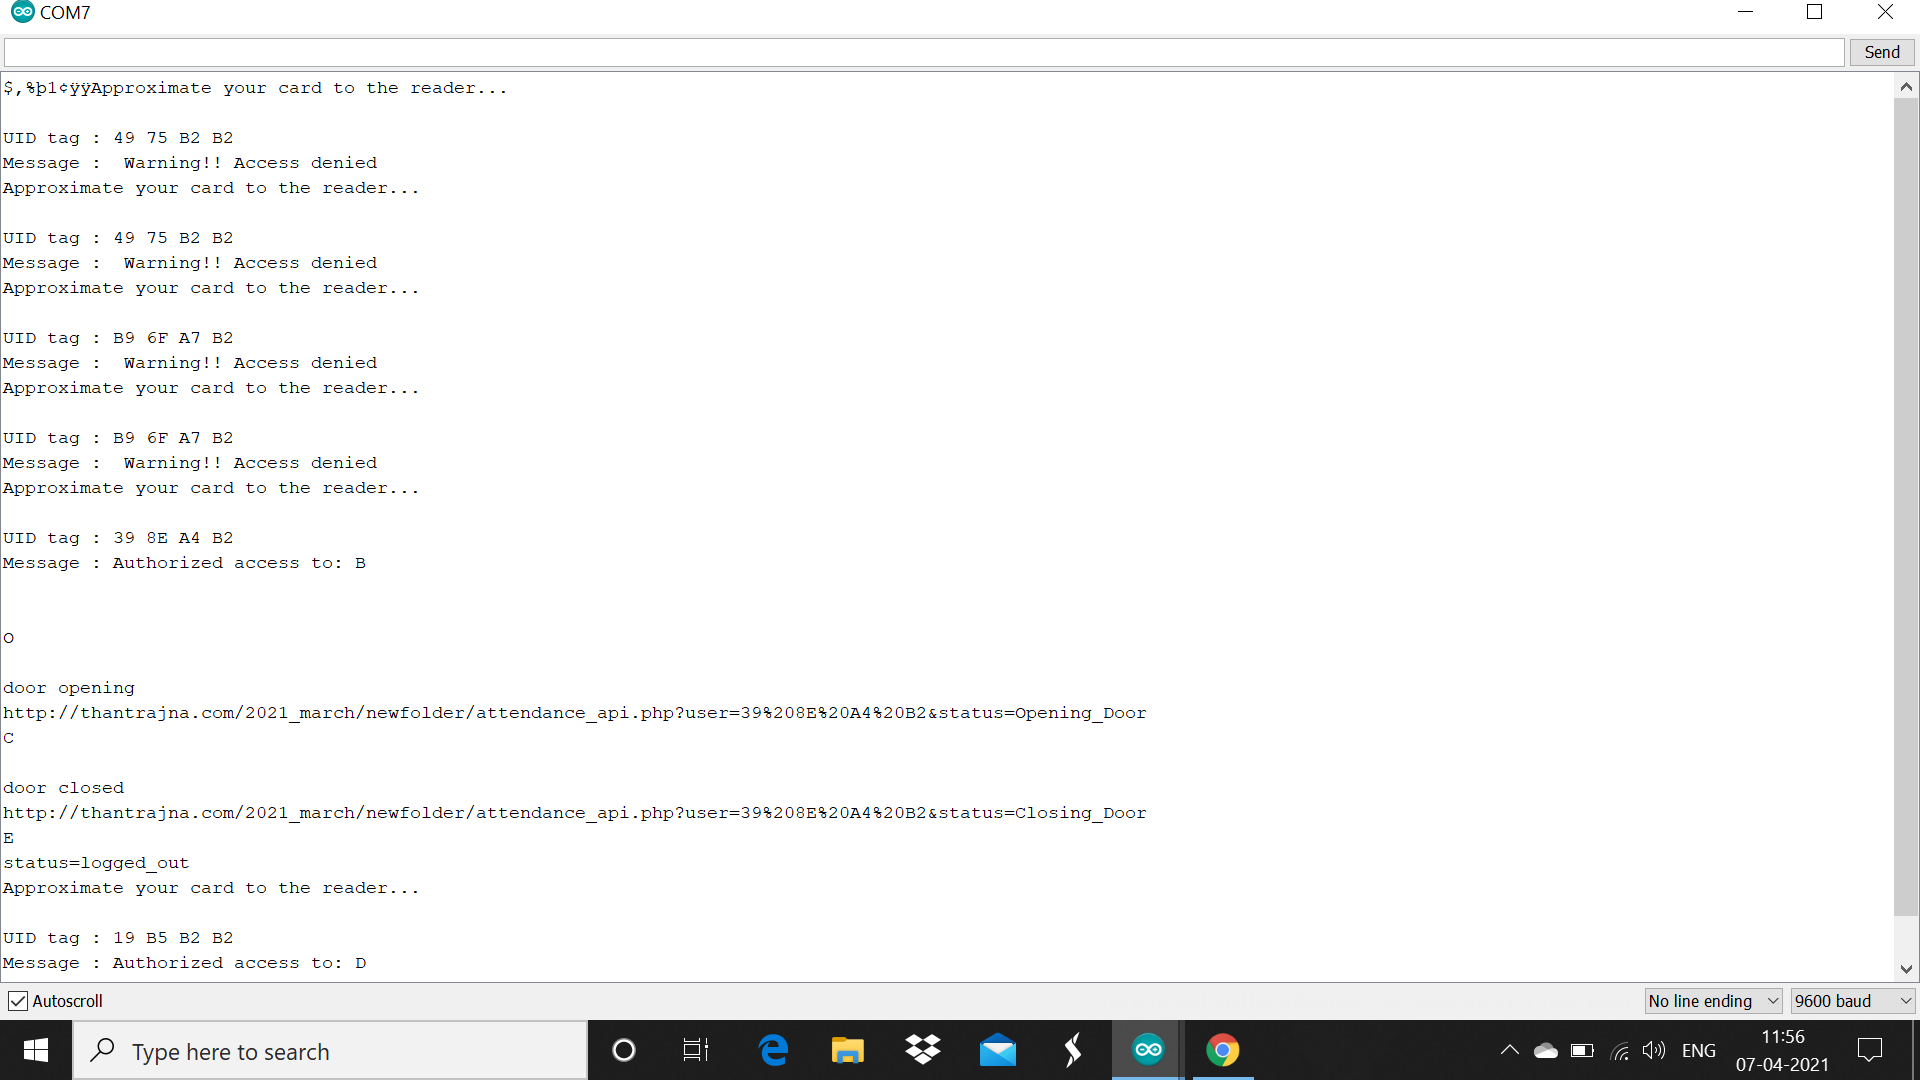 COM7
Send
$,%þ1¢ÿÿApproximate your card to the reader...
UID tag : 49 75 B2 B2
Message :  Warning!! Access denied
Approximate your card to the reader...
UID tag : 49 75 B2 B2
Message :  Warning!! Access denied
Approximate your card to the reader...
UID tag : B9 6F A7 B2
Message :  Warning!! Access denied
Approximate your card to the reader...
UID tag : B9 6F A7 B2
Message :  Warning!! Access denied
Approximate your card to the reader...
UID tag : 39 8E A4 B2
Message : Authorized access to: B
O
door opening
http://thantrajna.com/2021_march/newfolder/attendance_api.php?user=39%208E%20A4%20B2&status=Opening_Door
C
door closed
http://thantrajna.com/2021_march/newfolder/attendance_api.php?user=39%208E%20A4%20B2&status=Closing_Door
E
status=logged_out
Approximate your card to the reader...
UID tag : 19 B5 B2 B2
Message : Authorized access to: D
Autoscroll
No line ending
9600 baud
Type here to search
ENG
11:56
07-04-2021